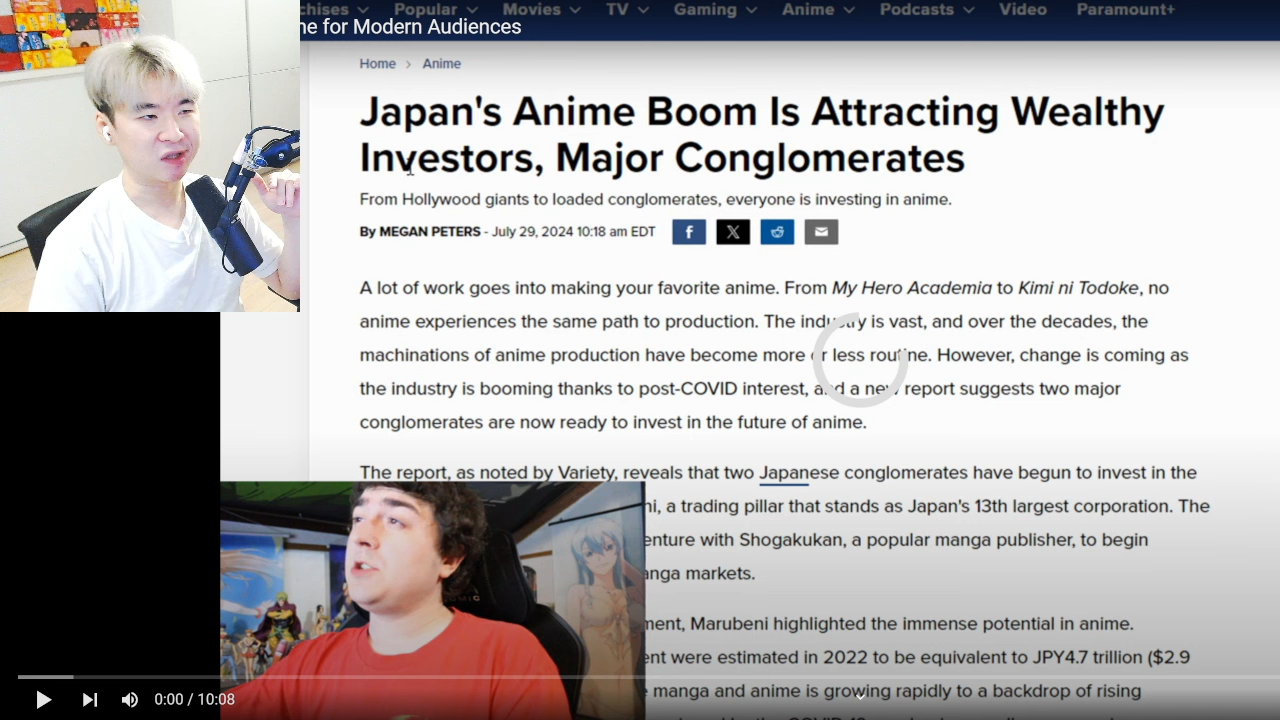 chises Popular Movies TV Gaming Anime Podcasts Video Paramount+
ne for Modern Audiences
Home > Anime
Japan's Anime Boom Is Attracting Wealthy
Investors, Major Conglomerates
From Hollywood giants to loaded conglomerates, everyone is investing in anime.
By MEGAN PETERS - July 29, 2024 10:18 am EDT
A lot of work goes into making your favorite anime. From My Hero Academia to Kimi ni Todoke, no
anime experiences the same path to production. The industry is vast, and over the decades, the
machinations of anime production have become more or less routine. However, change is coming as
the industry is booming thanks to post-COVID interest, and a new report suggests two major
conglomerates are now ready to invest in the future of anime.
The report, as noted by Variety, reveals that two Japanese conglomerates have begun to invest in the
ni, a trading pillar that stands as Japan's 13th largest corporation. The
enture with Shogakukan, a popular manga publisher, to begin
anga markets.
ment, Marubeni highlighted the immense potential in anime.
ent were estimated in 2022 to be equivalent to JPY4.7 trillion ($2.9
manga and anime is growing rapidly to a backdrop of rising
0:00 / 10:08